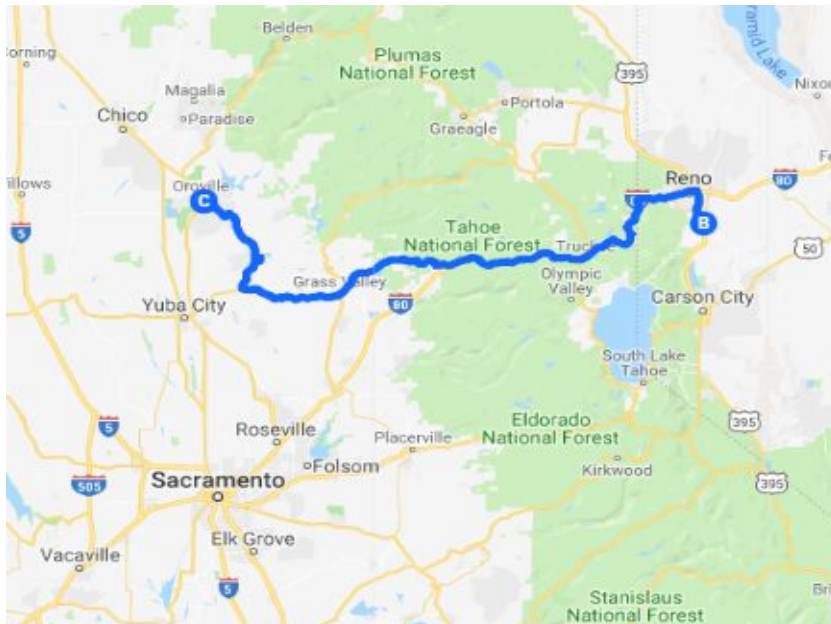 Belden
Corning
Plumas
National Forest
395
Pyramid Lake
Nixon
Magalia
Portola
Chico
Paradise
Graeagle
Willows
Oroville
C
Reno
80
5
Tahoe
National Forest
B
Truckee
50
Grass Valley
Olympic
Valley
Yuba City
80
Carson City
South Lake
Tahoe
Roseville
Eldorado
National Forest
5
Placerville
395
Folsom
Kirkwood
505
Sacramento
395
Elk Grove
Vacaville
5
Stanislaus
National Forest